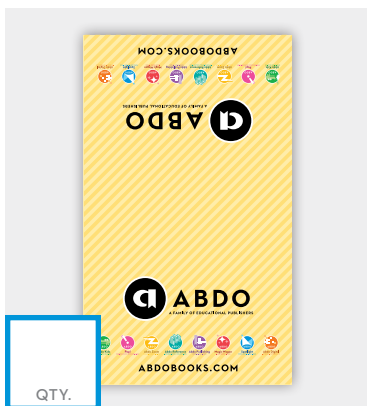 ABDOBOOKS.COM
A FAMILY OF EDUCATIONAL PUBLISHERS
ABDO
a ABDO
A FAMILY OF EDUCATIONAL PUBLISHERS
ABDOBOOKS.COM
QTY.